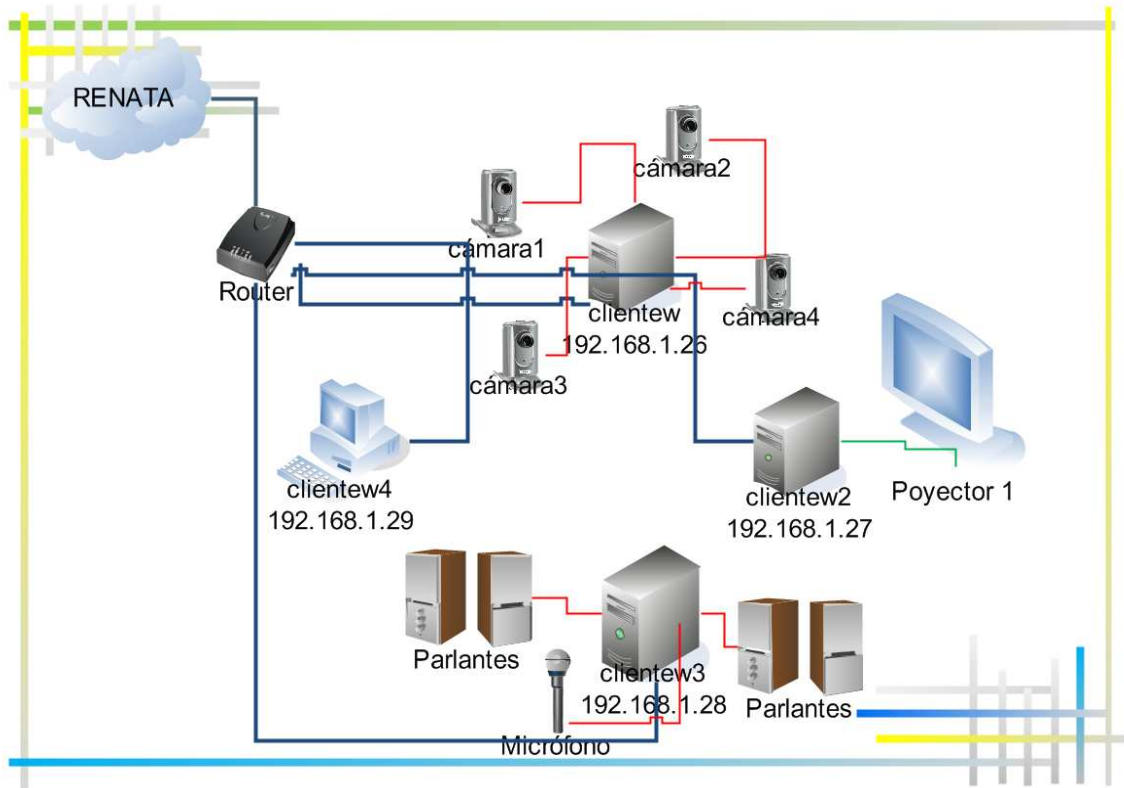 RENATA
cámara2
cámara1
Router
clientew
192.168.1.26
cámara4
cámara3
clientew4
192.168.1.29
clientew2
192.168.1.27
Poyector 1
Parlantes
clientew3
192.168.1.28
Parlantes
Micrófono